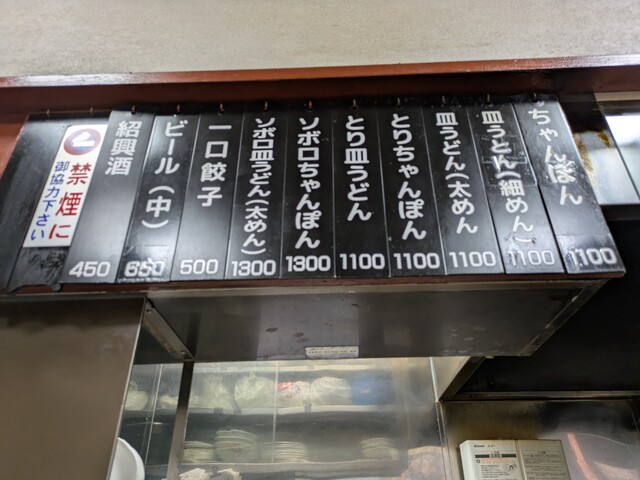 ちゃんぽん
1100
皿うどん(細めん)
1100
皿うどん(太めん)
1100
とりちゃんぽん
1100
とり皿うどん
1100
ソボロちゃんぽん
1300
ソボロ皿うどん(太めん)
1300
一口餃子
500
ビール(中)
650
紹興酒
450
禁煙に
御協力下さい